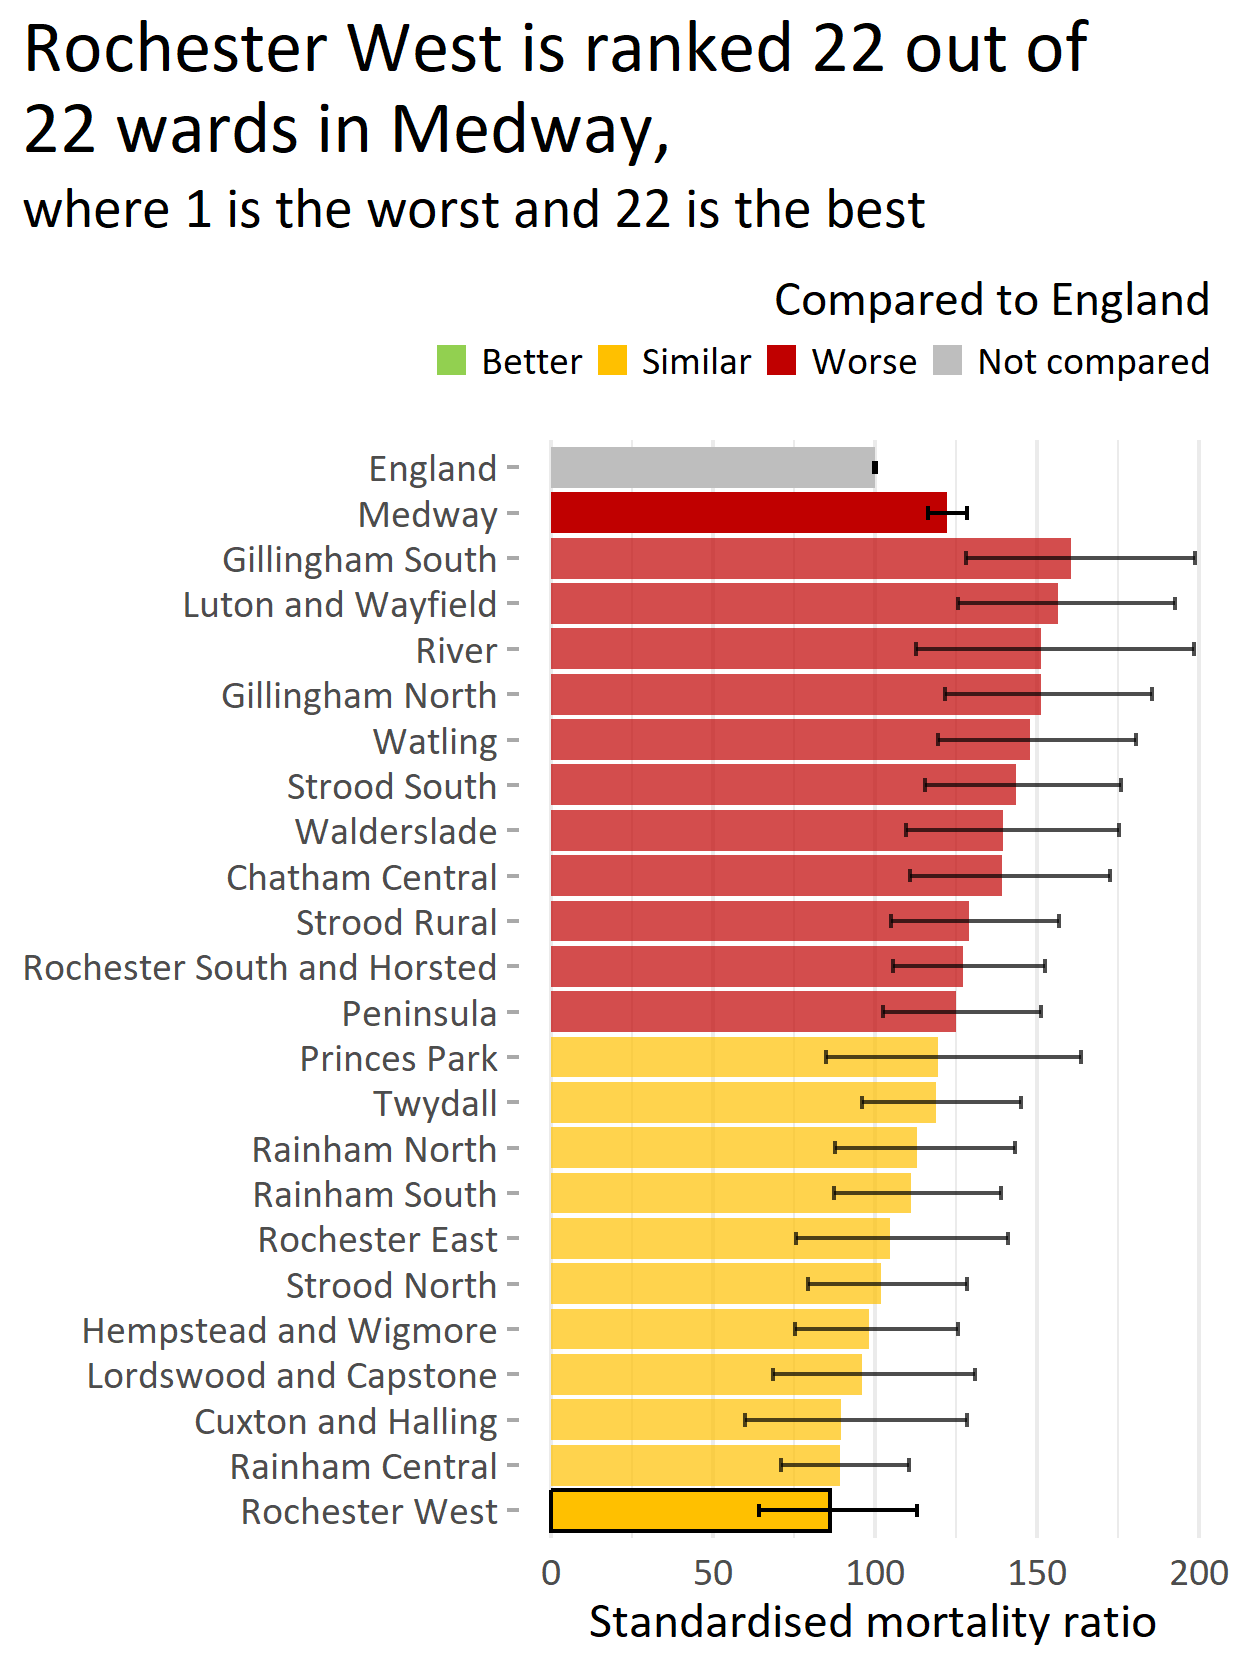 Rochester West is ranked 22 out of
22 wards in Medway,
where 1 is the worst and 22 is the best
Compared to England
Better Similar Worse Not compared
England
Medway
Gillingham South
Luton and Wayfield
River
Gillingham North
Watling
Strood South
Walderslade
Chatham Central
Strood Rural
Rochester South and Horsted
Peninsula
Princes Park
Twydall
Rainham North
Rainham South
Rochester East
Strood North
Hempstead and Wigmore
Lordswood and Capstone
Cuxton and Halling
Rainham Central
Rochester West
0 50 100 150 200
Standardised mortality ratio